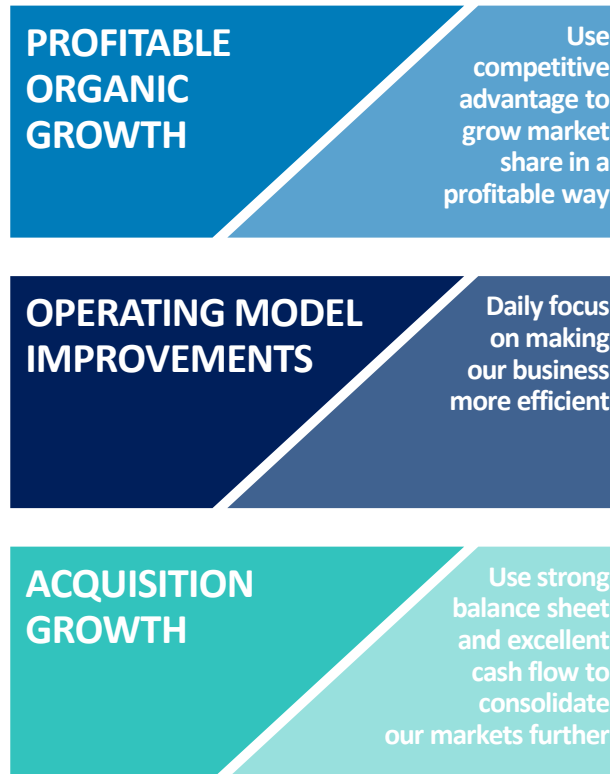 PROFITABLE
ORGANIC
GROWTH
Use
competitive
advantage to
grow market
share in a
profitable way
OPERATING MODEL
IMPROVEMENTS
Daily focus
on making
our business
more efficient
ACQUISITION
GROWTH
Use strong
balance sheet
and excellent
cash flow to
consolidate
our markets further